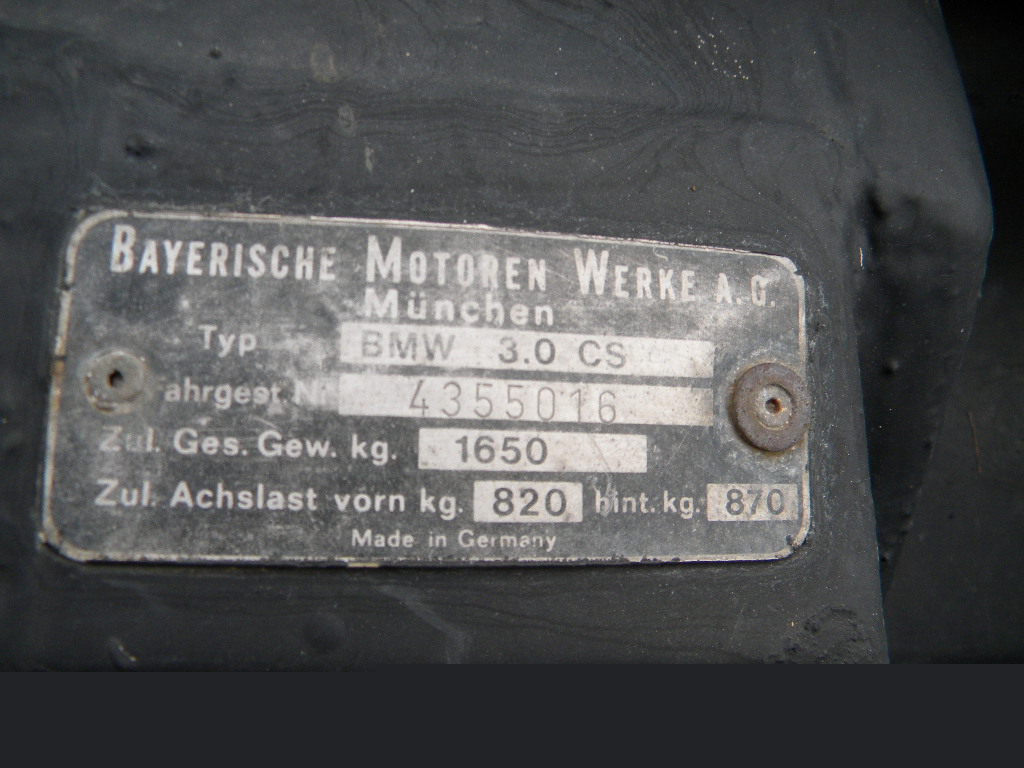 BAYERISCHE MOTOREN WERKE A.G.
München
Typ BMW 3.0 CS
ahrgest.N 4355016
Zul. Ges. Gew. kg. 1650
Zul. Achslast vorn kg. 820 hint. kg. 870
Made in Germany